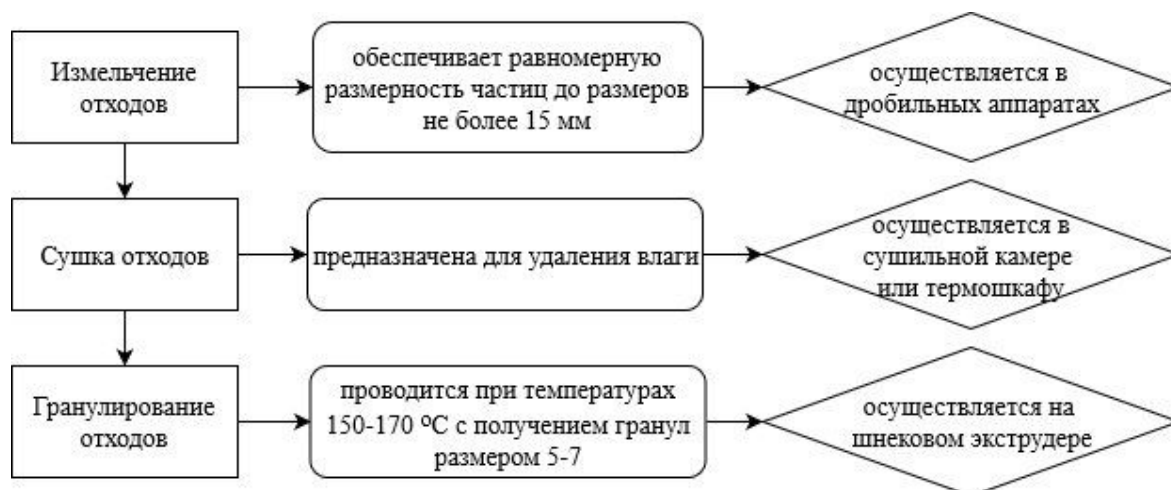 Измельчение
отходов
обеспечивает равномерную
размерность частиц до размеров
не более 15 мм
осуществляется в
дробильных аппаратах
Сушка отходов
предназначена для удаления влаги
осуществляется в
сушильной камере
или термошкафу
Гранулирование
отходов
проводится при температурах
150-170 ºС с получением гранул
размером 5-7
осуществляется на
шнековом экструдере